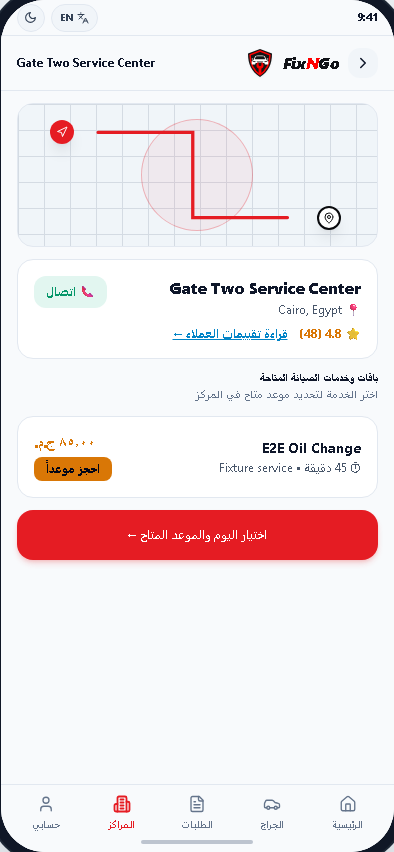 EN
9:41
Gate Two Service Center
FixNGo
Gate Two Service Center
اتصال
Cairo, Egypt
4.8 (48) قراءة تقييمات العملاء ←
باقات وخدمات الصيانة المتاحة
اختر الخدمة لتحديد موعد متاح في المركز
E2E Oil Change
٨٥,٠٠ ج.م.
45 دقيقة • Fixture service
احجز موعداً
اختيار اليوم والموعد المتاح ←
الرئيسية
الجراج
الطلبات
المراكز
حسابي